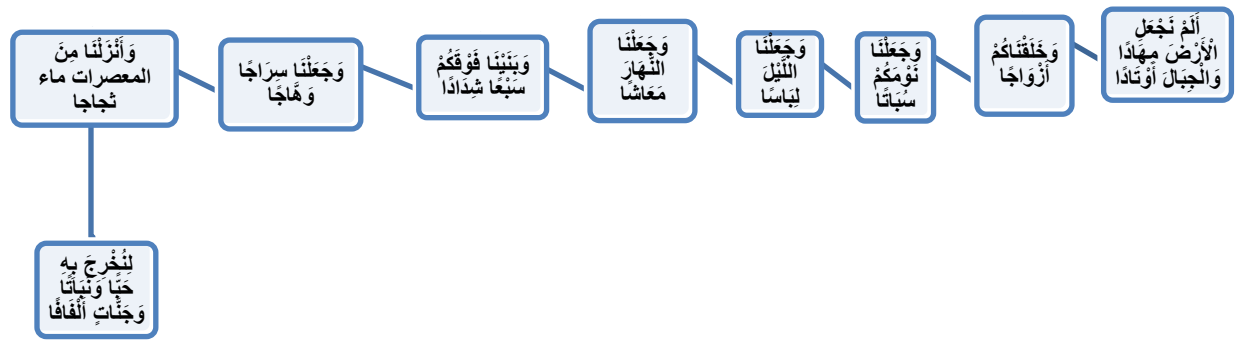 أَلَمْ نَجْعَلِ
الْأَرْضَ مِهَادًا
وَالْجِبَالَ أَوْتَادًا
وَخَلَقْنَاكُمْ
أَزْوَاجًا
وَجَعَلْنَا
نَوْمَكُمْ
سُبَاتًا
وَجَعَلْنَا
اللَّيْلَ
لِبَاسًا
وَجَعَلْنَا
النَّهَارَ
مَعَاشًا
وَبَنَيْنَا فَوْقَكُمْ
سَبْعًا شِدَادًا
وَجَعَلْنَا سِرَاجًا
وَهَّاجًا
وَأَنْزَلْنَا مِنَ
المعصرات ماء
ثجاجا
لِنُخْرِجَ بِهِ
حَبًّا وَنَبَاتًا
وَجَنَّاتٍ أَلْفَافًا